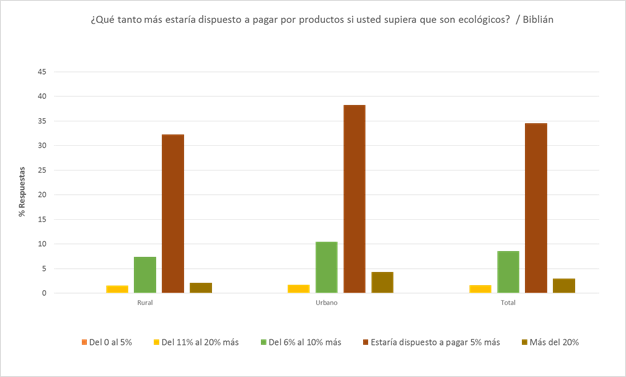 ¿Qué tanto más estaría dispuesto a pagar por productos si usted supiera que son ecológicos? / Biblián
45
40
35
30
25
20
15
10
5
0
% Respuestas
Rural Urbano Total
Del 0 al 5% Del 11% al 20% más Del 6% al 10% más Estaría dispuesto a pagar 5% más Más del 20%